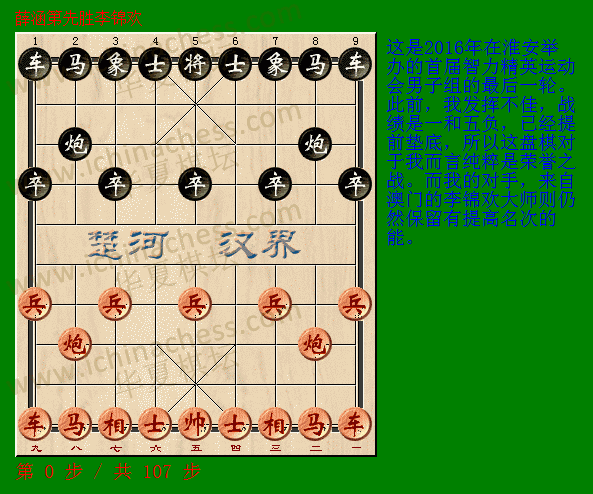 1 2 3 4 5 6 7 8 9
车 马 象 士 将 士 象 马 车
炮 炮
卒 卒 卒 卒 卒
楚河 汉界
兵 兵 兵 兵 兵
炮 炮
车 马 相 士 帅 士 相 马 车
九 八 七 六 五 四 三 二 一
第 0 步 / 共 107 步
这是2016年在淮安举
办的首届智力精英运动
会男子组的最后一轮。
此前，我发挥不佳，战
绩是一和五负，已经提
前垫底，所以这盘棋对
于我而言纯粹是荣誉之
战。而我的对手，来自
澳门的李锦欢大师则仍
然保留有提高名次的
能。
www.ichinachess.com
华夏棋坛